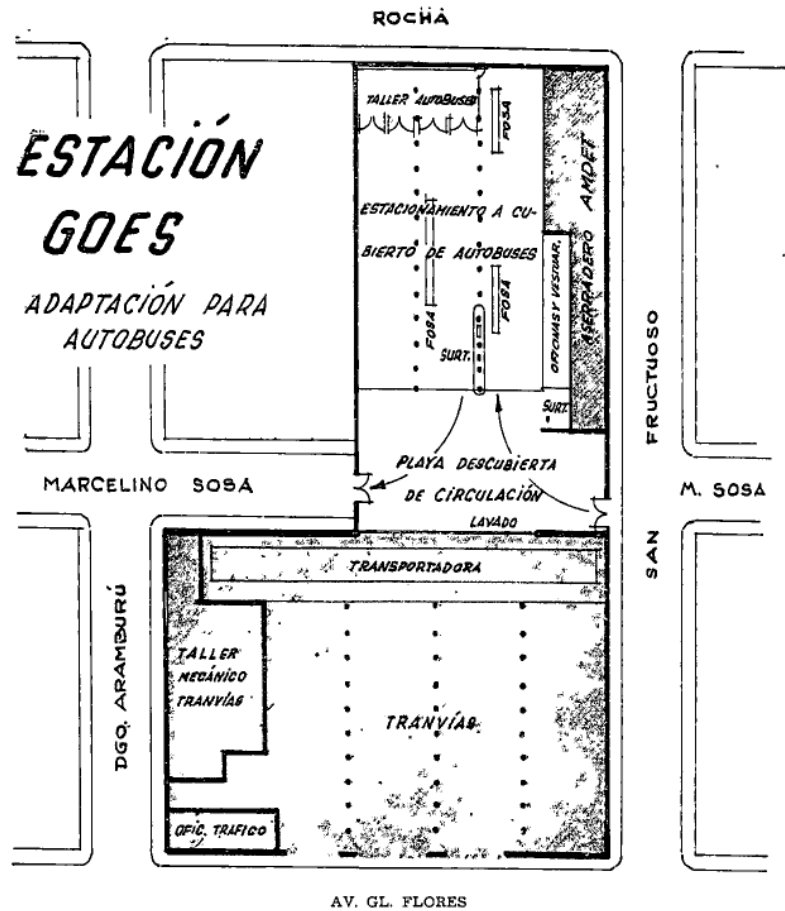 ROCHA
ESTACIÓN
GOES
ADAPTACIÓN PARA
AUTOBUSES
TALLER AUTOBUSES
FOSA
ESTACIONAMIENTO A CU-
BIERTO DE AUTOBUSES
FOSA
FOSA
SURT.
OFICINAS Y VESTUAR.
ASERRADERO AMDET
SURT.
FRUCTUOSO
MARCELINO SOSA
PLAYA DESCUBIERTA
DE CIRCULACIÓN
LAVADO
M. SOSA
SAN
TRANSPORTADORA
DGO. ARAMBURÚ
TALLER
MECÁNICO
TRANVÍAS
TRANVÍAS
OFIC. TRAFICO
AV. GL. FLORES